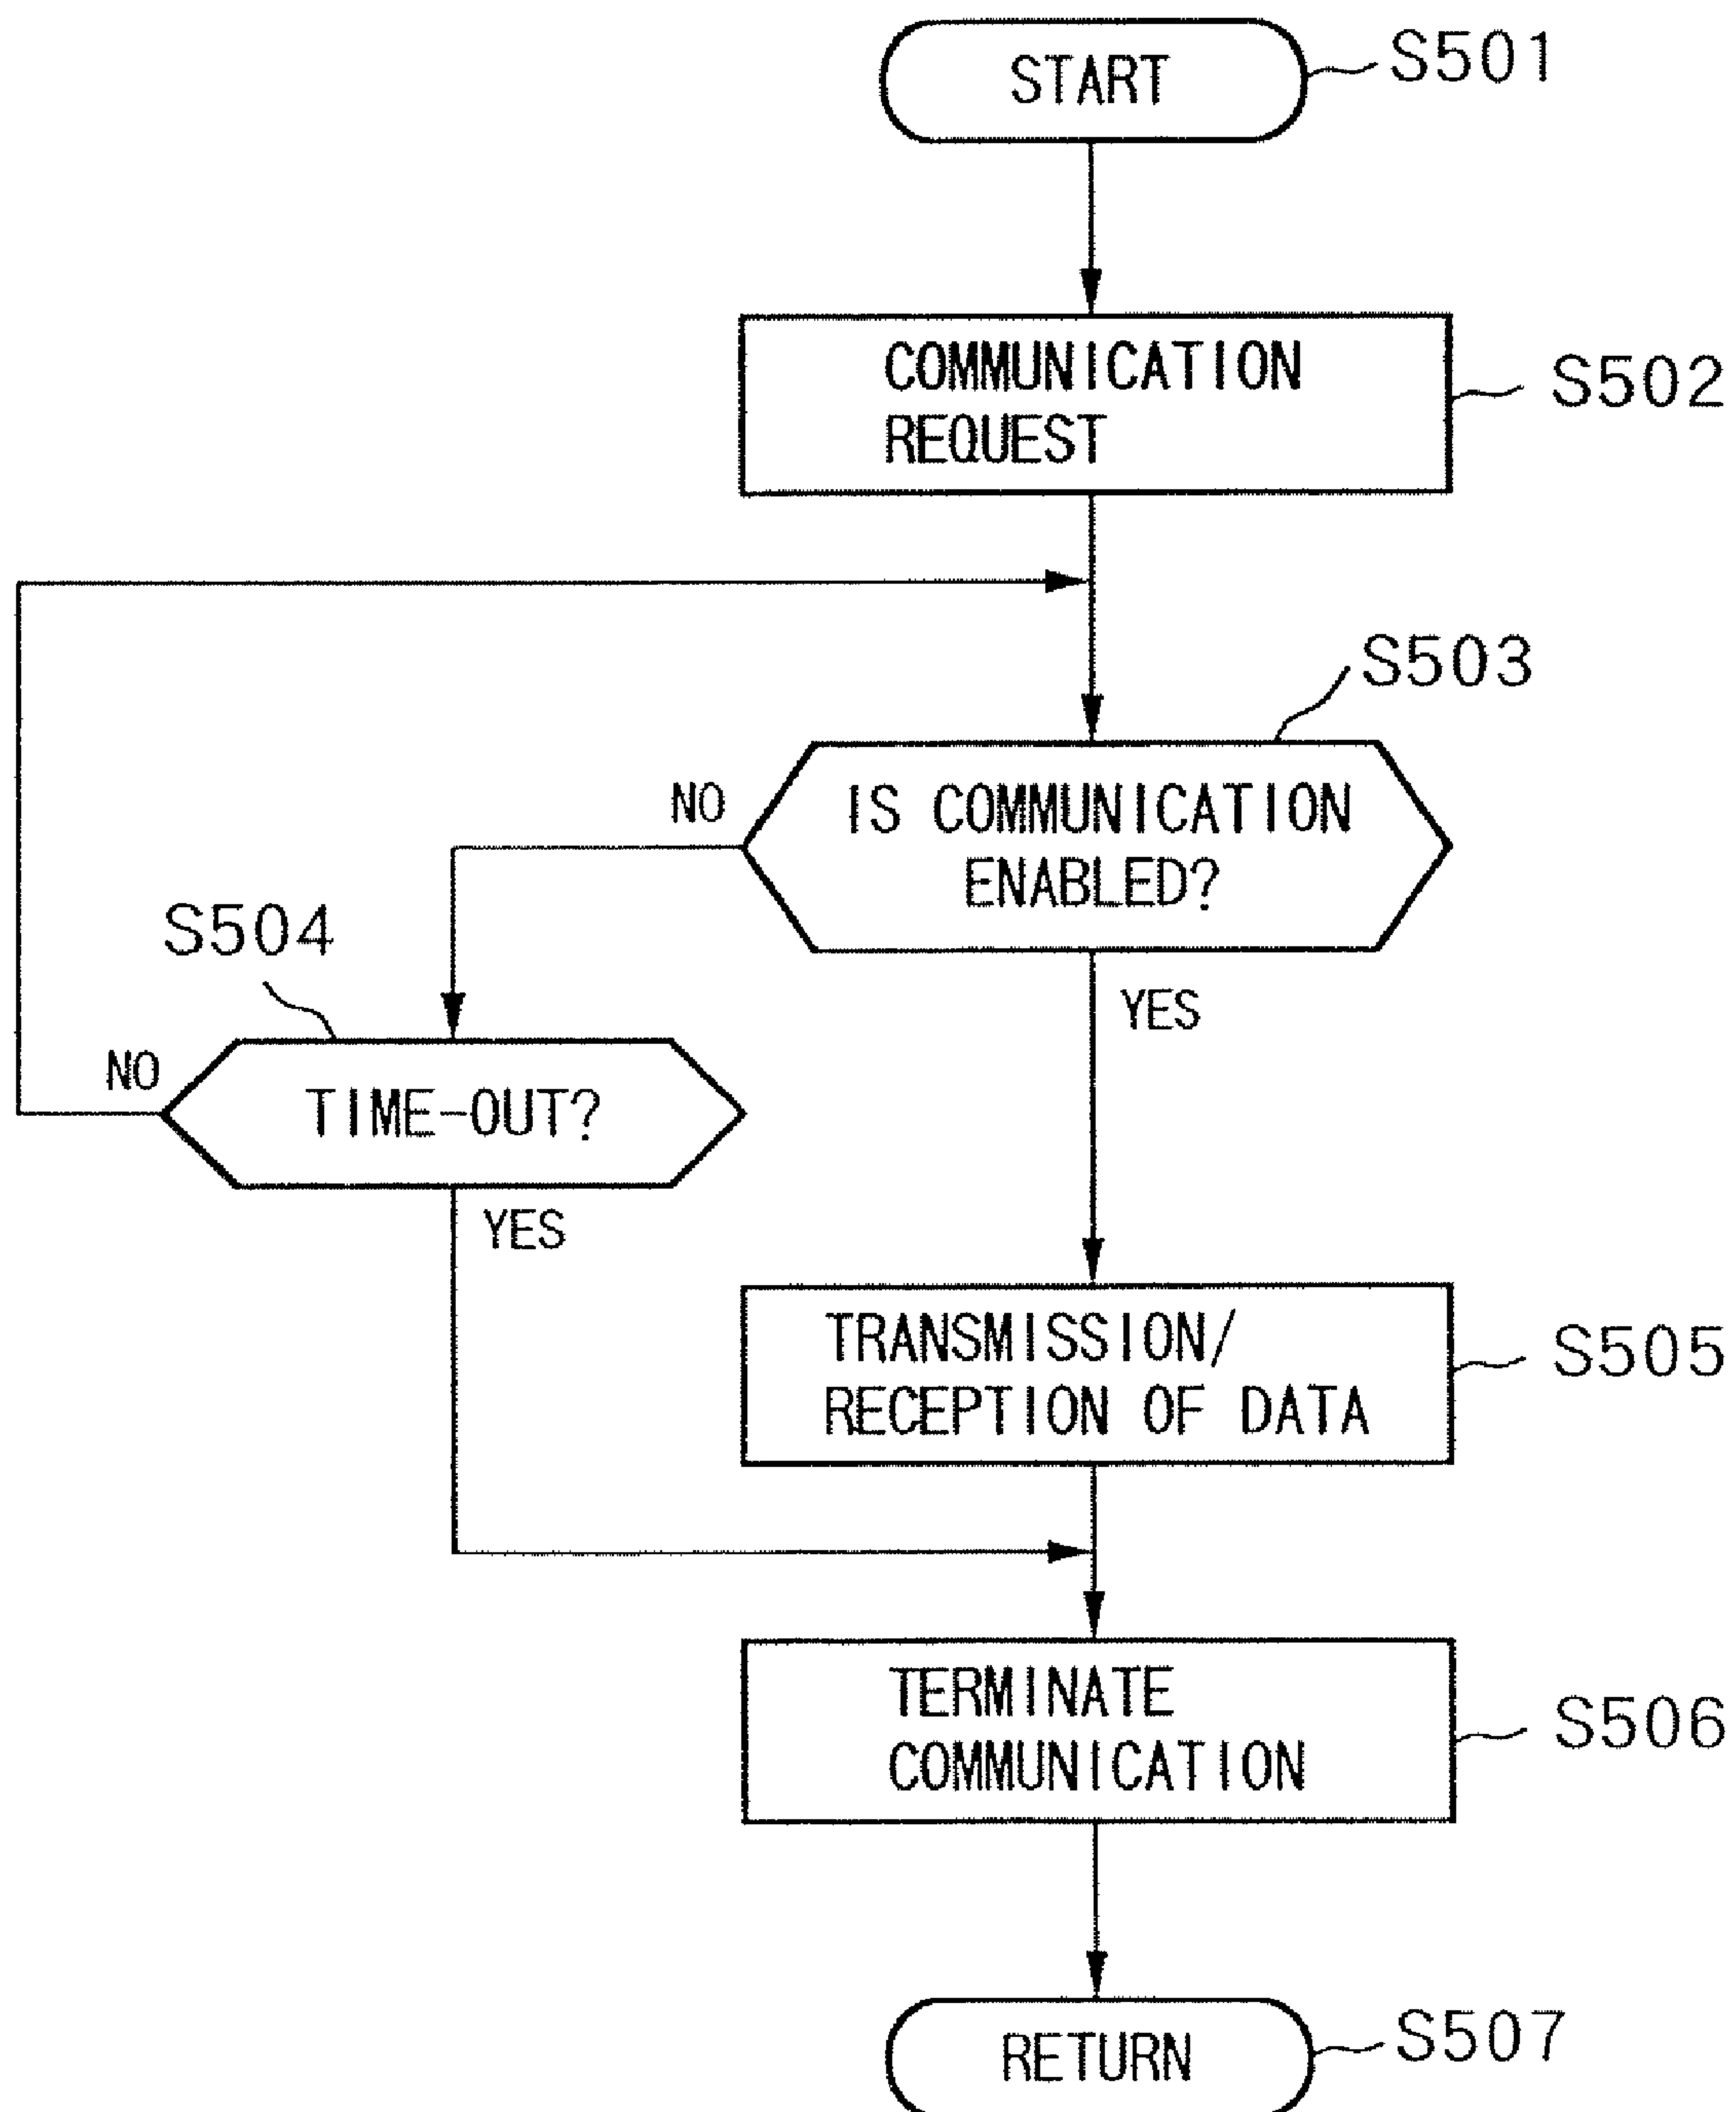 START
S501
COMMUNICATION
REQUEST
S502
S503
NO
IS COMMUNICATION
ENABLED?
S504
YES
NO
TIME-OUT?
YES
TRANSMISSION/
RECEPTION OF DATA
S505
TERMINATE
COMMUNICATION
S506
RETURN
S507